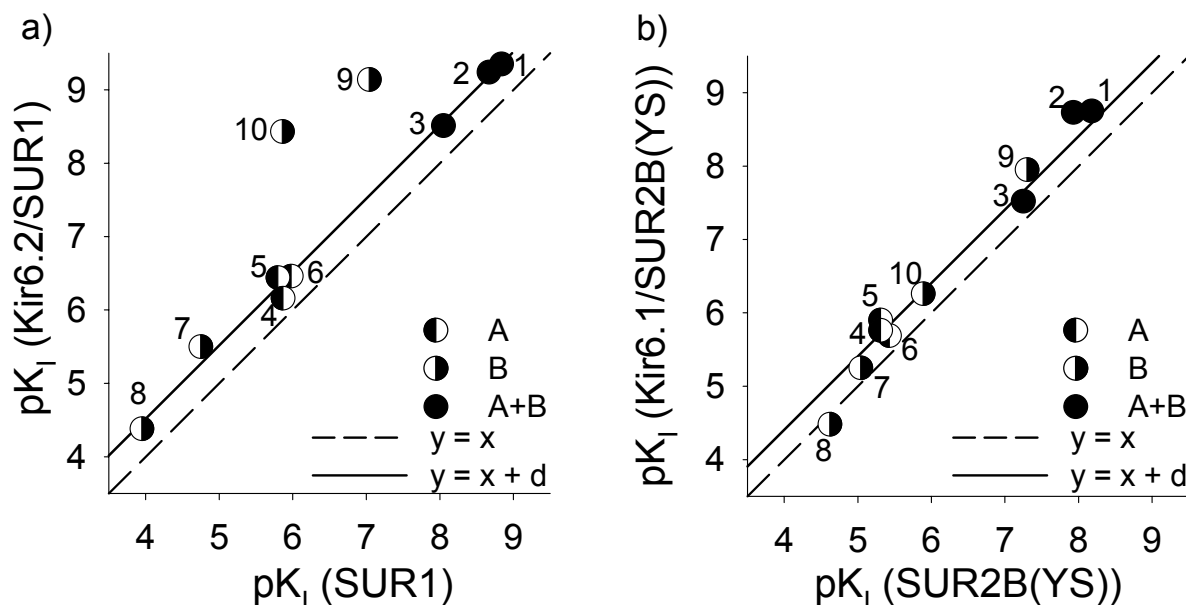 a)
pK_I (Kir6.2/SUR1)
9
8
7
6
5
4
1
2
3
9
10
5
6
4
7
8
A
B
A+B
y = x
y = x + d
4 5 6 7 8 9
pK_I (SUR1)
b)
pK_I (Kir6.1/SUR2B(YS))
9
8
7
6
5
4
1
2
9
3
10
5
4
6
7
8
A
B
A+B
y = x
y = x + d
4 5 6 7 8 9
pK_I (SUR2B(YS))